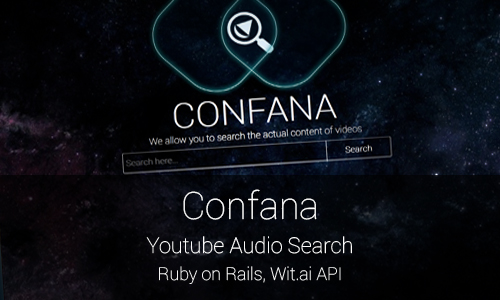 CONFANA
We allow you to search the actual content of videos
Search here...
Search
Confana
Youtube Audio Search
Ruby on Rails, Wit.ai API